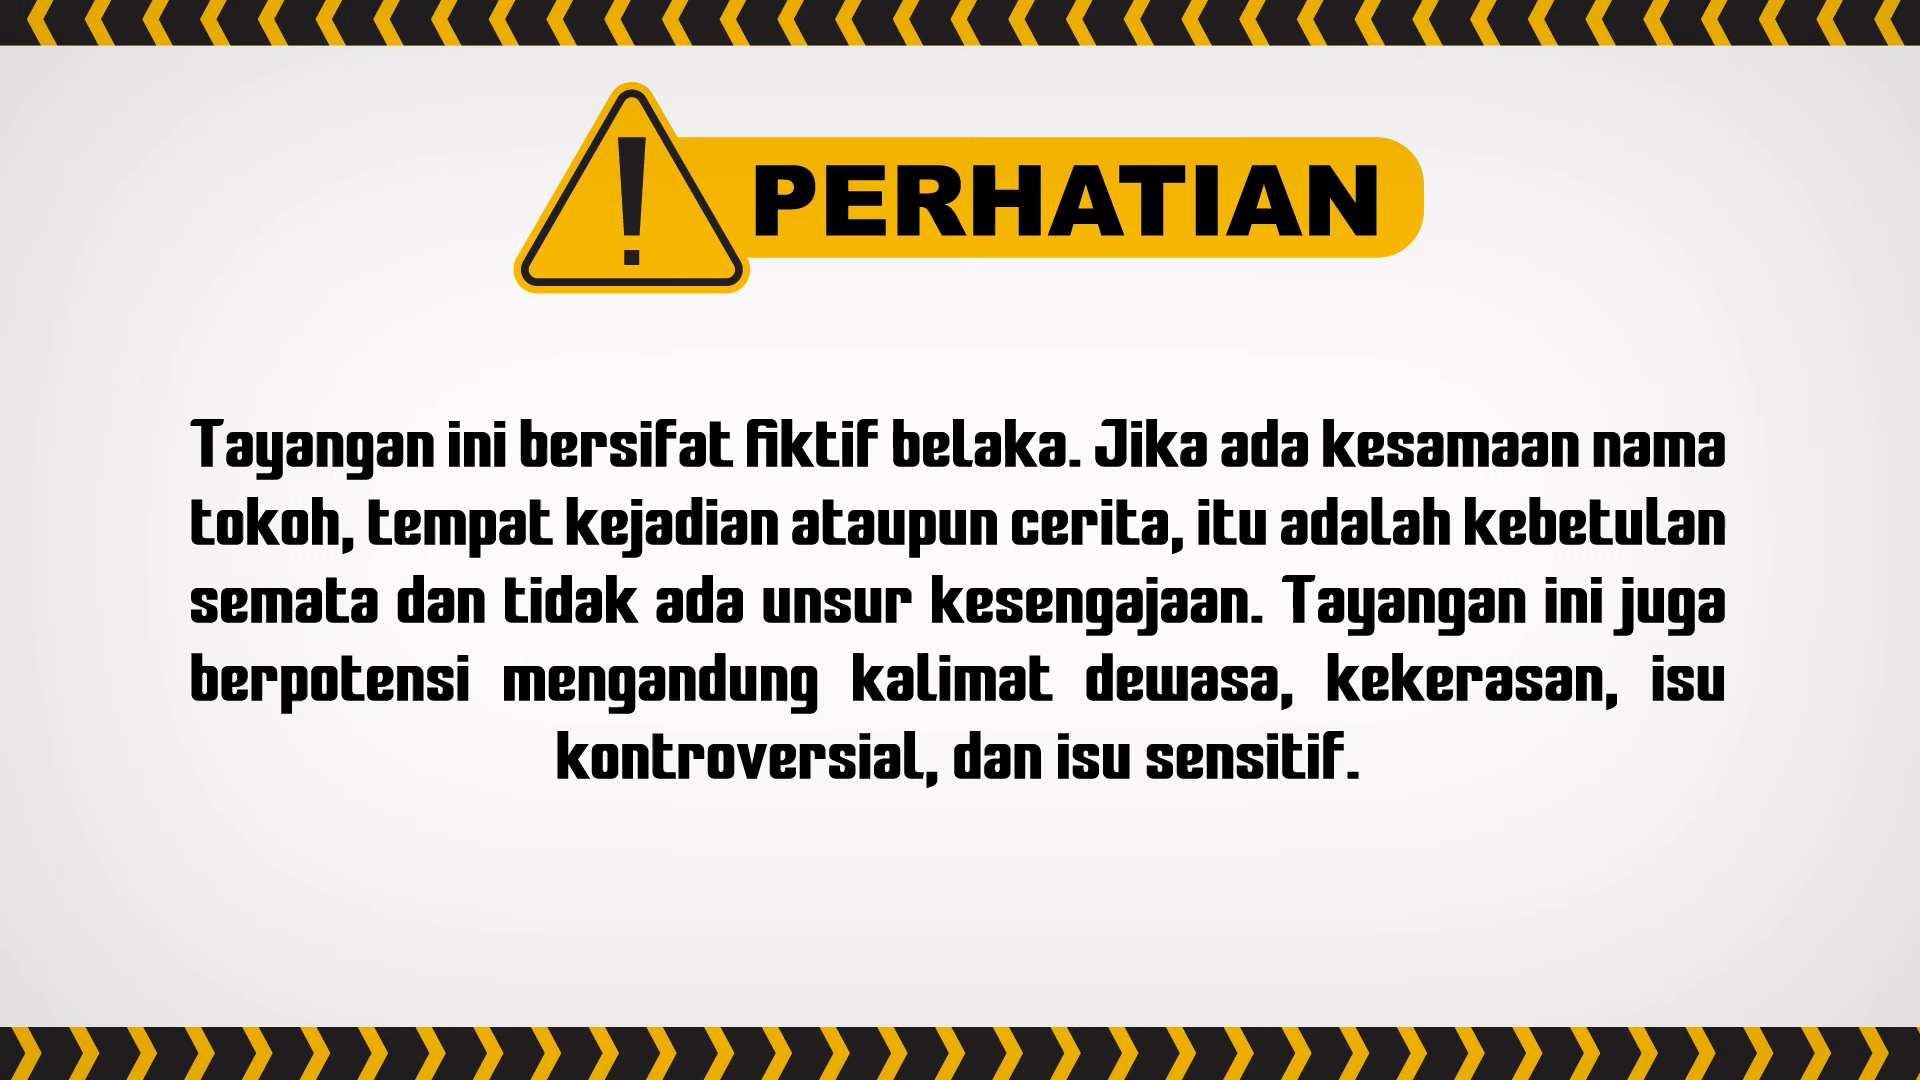 PERHATIAN
Tayangan ini bersifat fiktif belaka. Jika ada kesamaan nama
tokoh, tempat kejadian ataupun cerita, itu adalah kebetulan
semata dan tidak ada unsur kesengajaan. Tayangan ini juga
berpotensi mengandung kalimat dewasa, kekerasan, isu
kontroversial, dan isu sensitif.